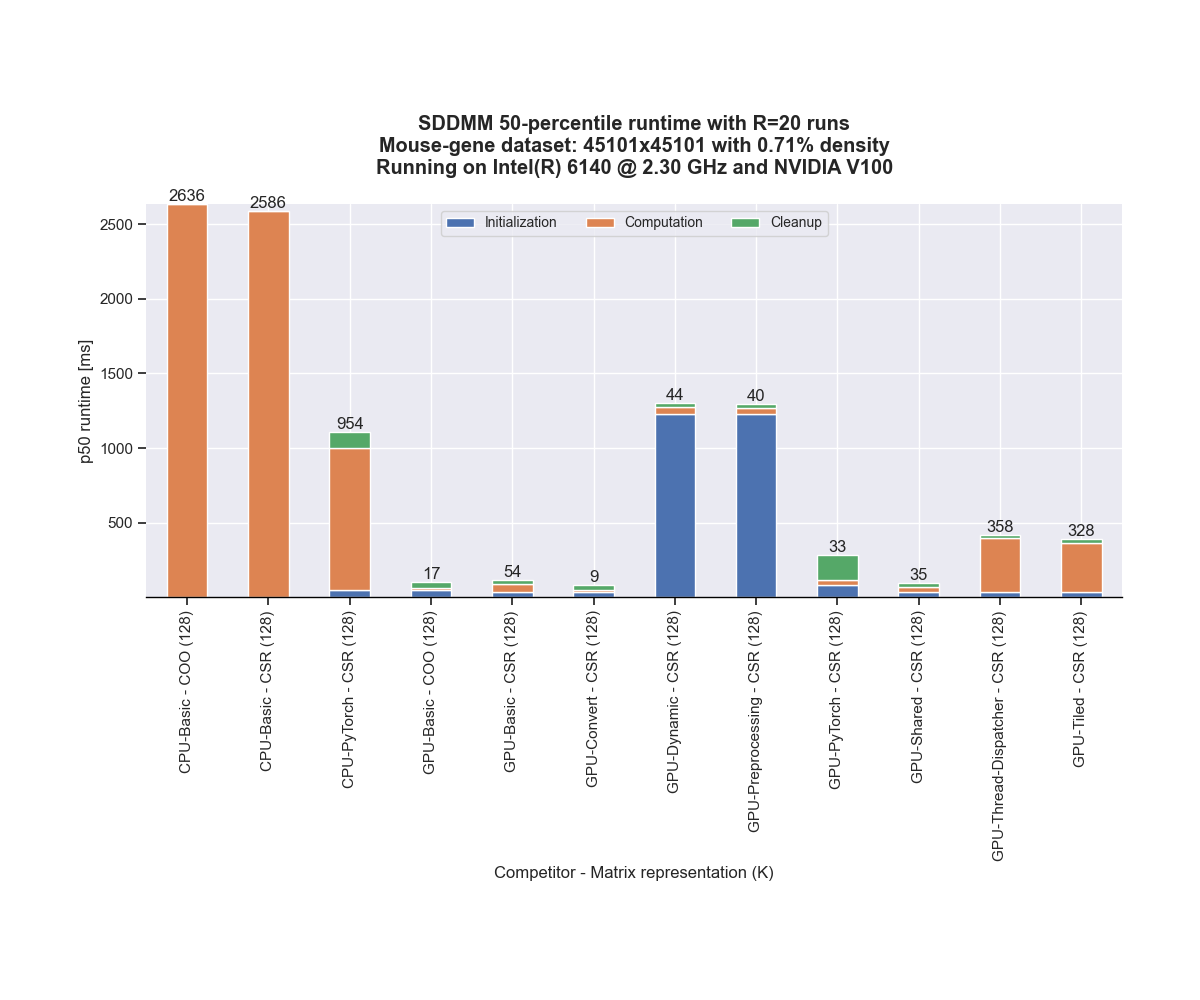 SDDMM 50-percentile runtime with R=20 runs
Mouse-gene dataset: 45101x45101 with 0.71% density
Running on Intel(R) 6140 @ 2.30 GHz and NVIDIA V100
Initialization
Computation
Cleanup
p50 runtime [ms]
2500
2000
1500
1000
500
2636
2586
954
17
54
9
44
40
33
35
358
328
CPU-Basic - COO (128)
CPU-Basic - CSR (128)
CPU-PyTorch - CSR (128)
GPU-Basic - COO (128)
GPU-Basic - CSR (128)
GPU-Convert - CSR (128)
GPU-Dynamic - CSR (128)
GPU-Preprocessing - CSR (128)
GPU-PyTorch - CSR (128)
GPU-Shared - CSR (128)
GPU-Thread-Dispatcher - CSR (128)
GPU-Tiled - CSR (128)
Competitor - Matrix representation (K)